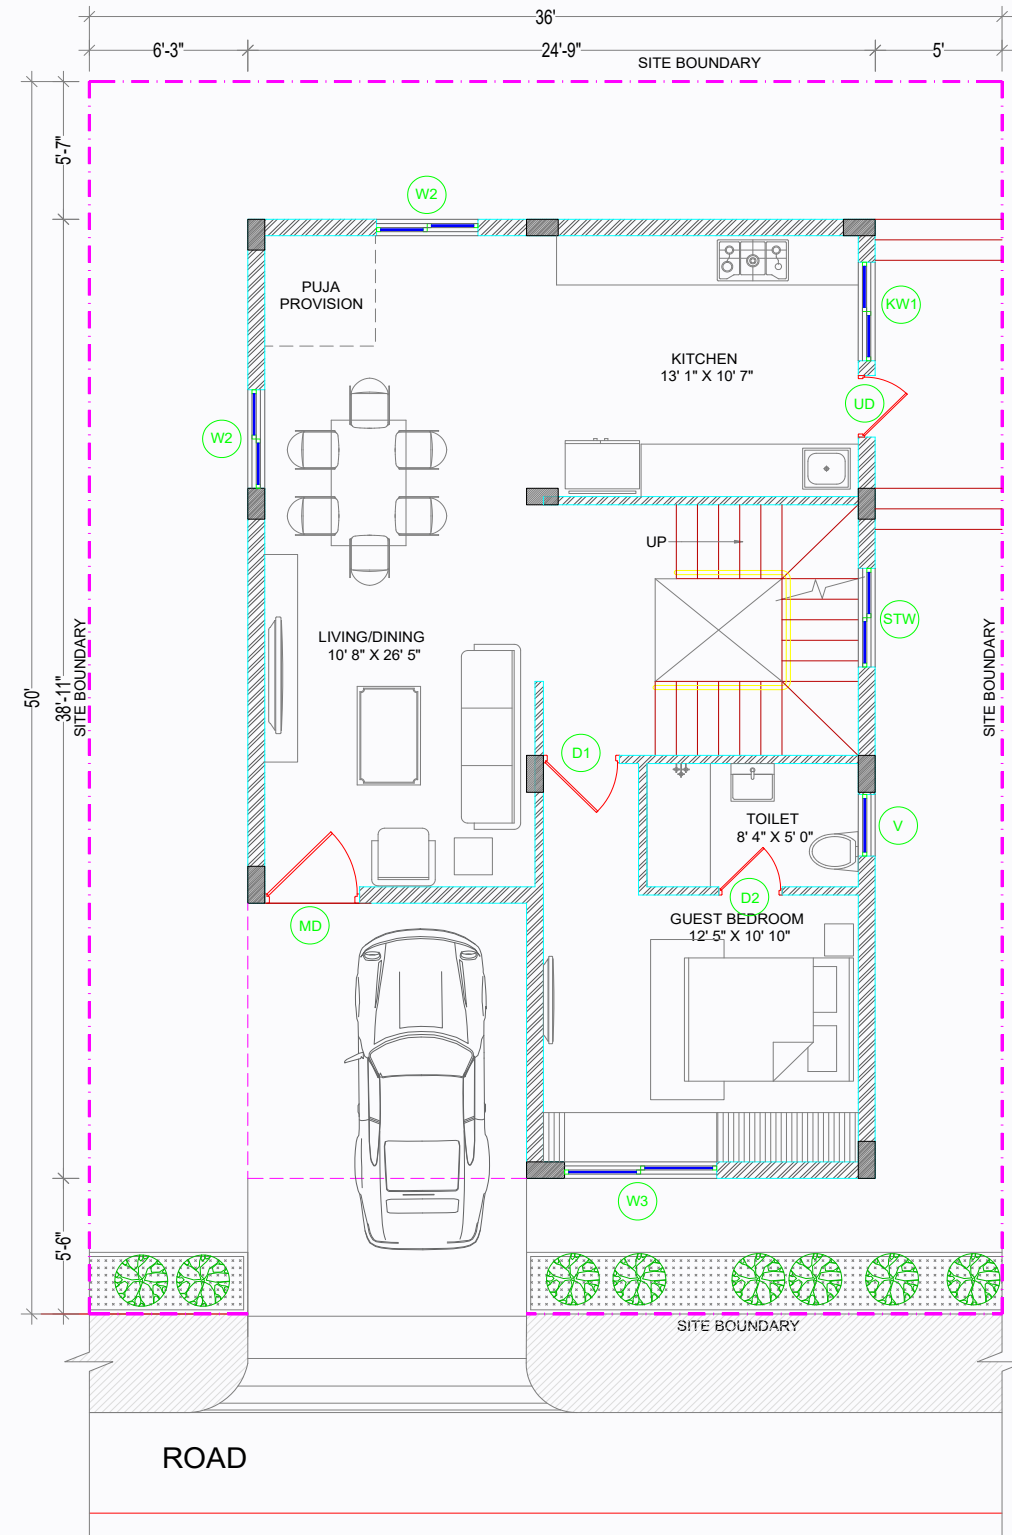 36'
6'-3"
24'-9"
5'
SITE BOUNDARY
5'-7"
W2
PUJA
PROVISION
KW1
KITCHEN
13' 1" X 10' 7"
UD
W2
UP
STW
LIVING/DINING
10' 8" X 26' 5"
SITE BOUNDARY
SITE BOUNDARY
50'
38'-11"
D1
TOILET
8' 4" X 5' 0"
V
D2
MD
GUEST BEDROOM
12' 5" X 10' 10"
W3
5'-6"
SITE BOUNDARY
ROAD